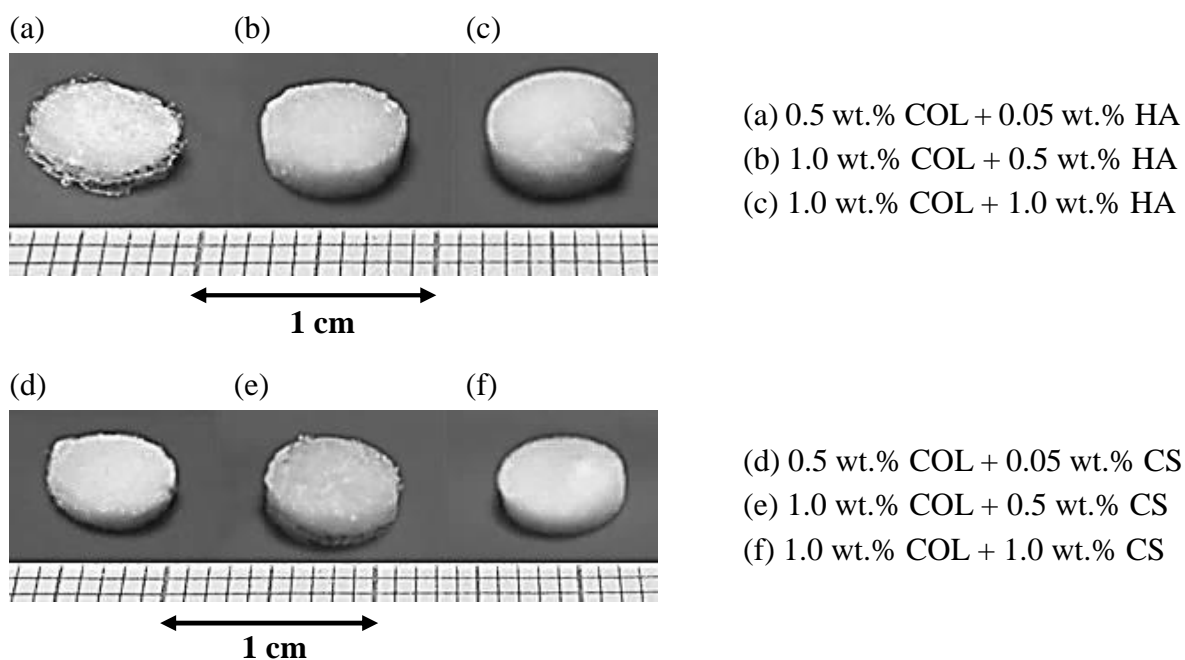 (a) (b) (c)
(a) 0.5 wt.% COL + 0.05 wt.% HA
(b) 1.0 wt.% COL + 0.5 wt.% HA
(c) 1.0 wt.% COL + 1.0 wt.% HA
1 cm
(d) (e) (f)
(d) 0.5 wt.% COL + 0.05 wt.% CS
(e) 1.0 wt.% COL + 0.5 wt.% CS
(f) 1.0 wt.% COL + 1.0 wt.% CS
1 cm